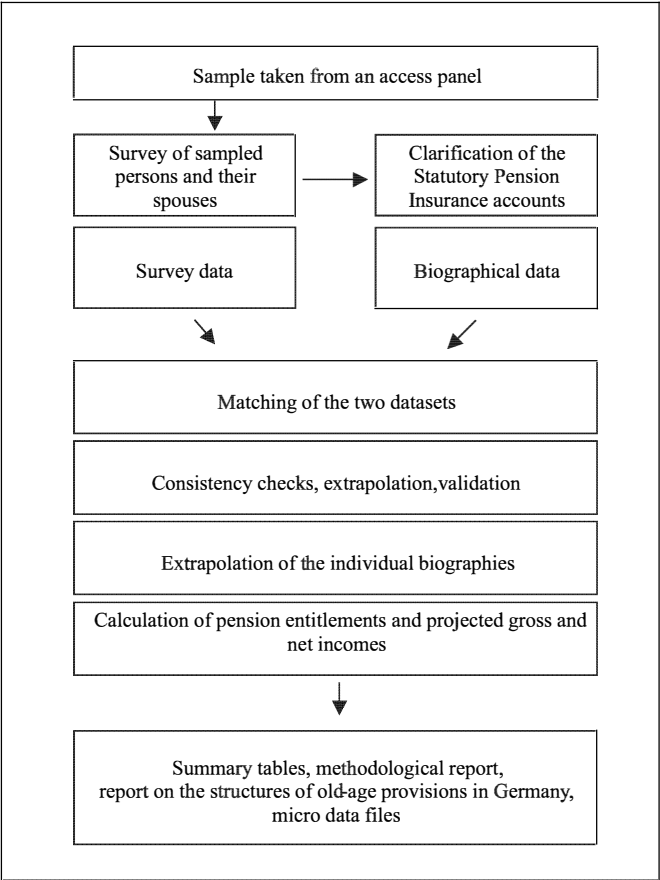 Sample taken from an access panel
Survey of sampled
persons and their
spouses
Clarification of the
Statutory Pension
Insurance accounts
Survey data
Biographical data
Matching of the two datasets
Consistency checks, extrapolation,validation
Extrapolation of the individual biographies
Calculation of pension entitlements and projected gross and
net incomes
Summary tables, methodological report,
report on the structures of old-age provisions in Germany,
micro data files